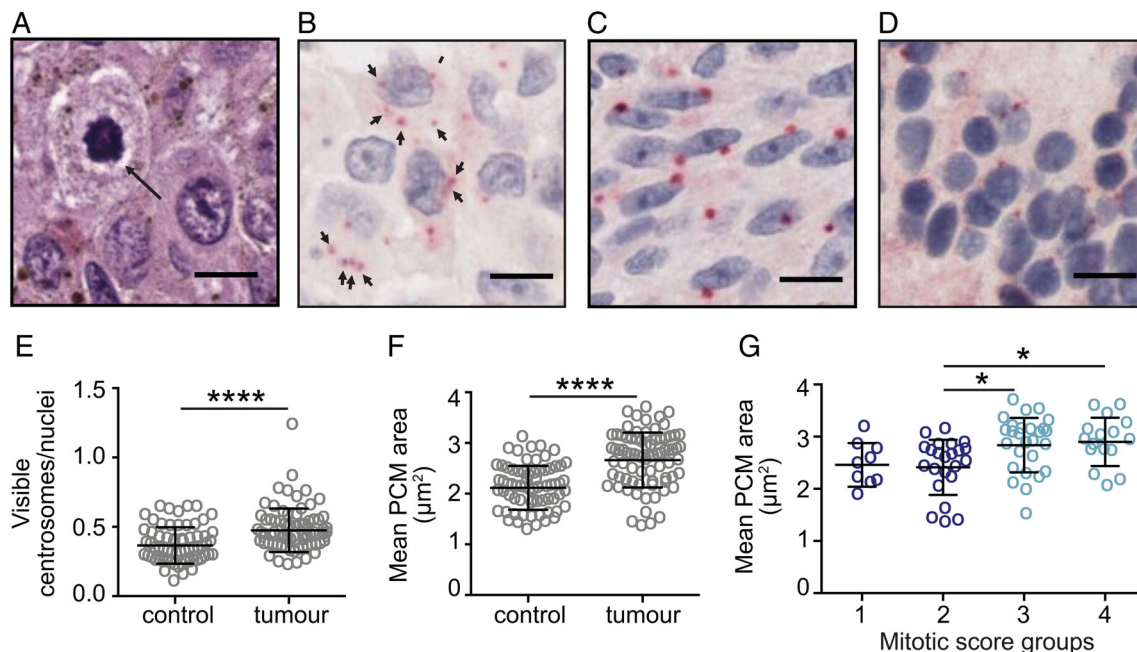 A
B
C
D
E
Visible
centrosomes/nuclei
1.5
1.0
0.5
0.0
****
control
tumour
F
Mean PCM area
(µm²)
4
3
2
1
0
****
control
tumour
G
Mean PCM area
(µm²)
4
3
2
1
0
*
*
1
2
3
4
Mitotic score groups